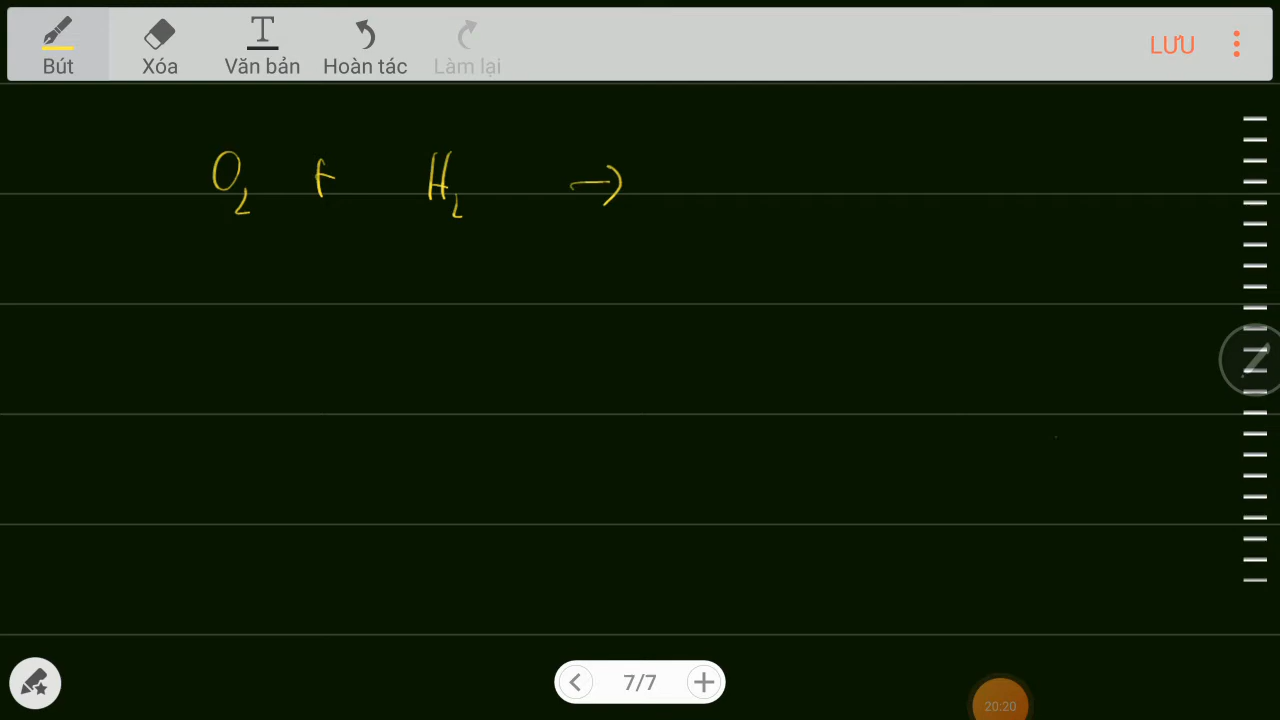 Bút Xóa Văn bản Hoàn tác Làm lại LƯU
O₂ + H₂ →
7/7
20:20